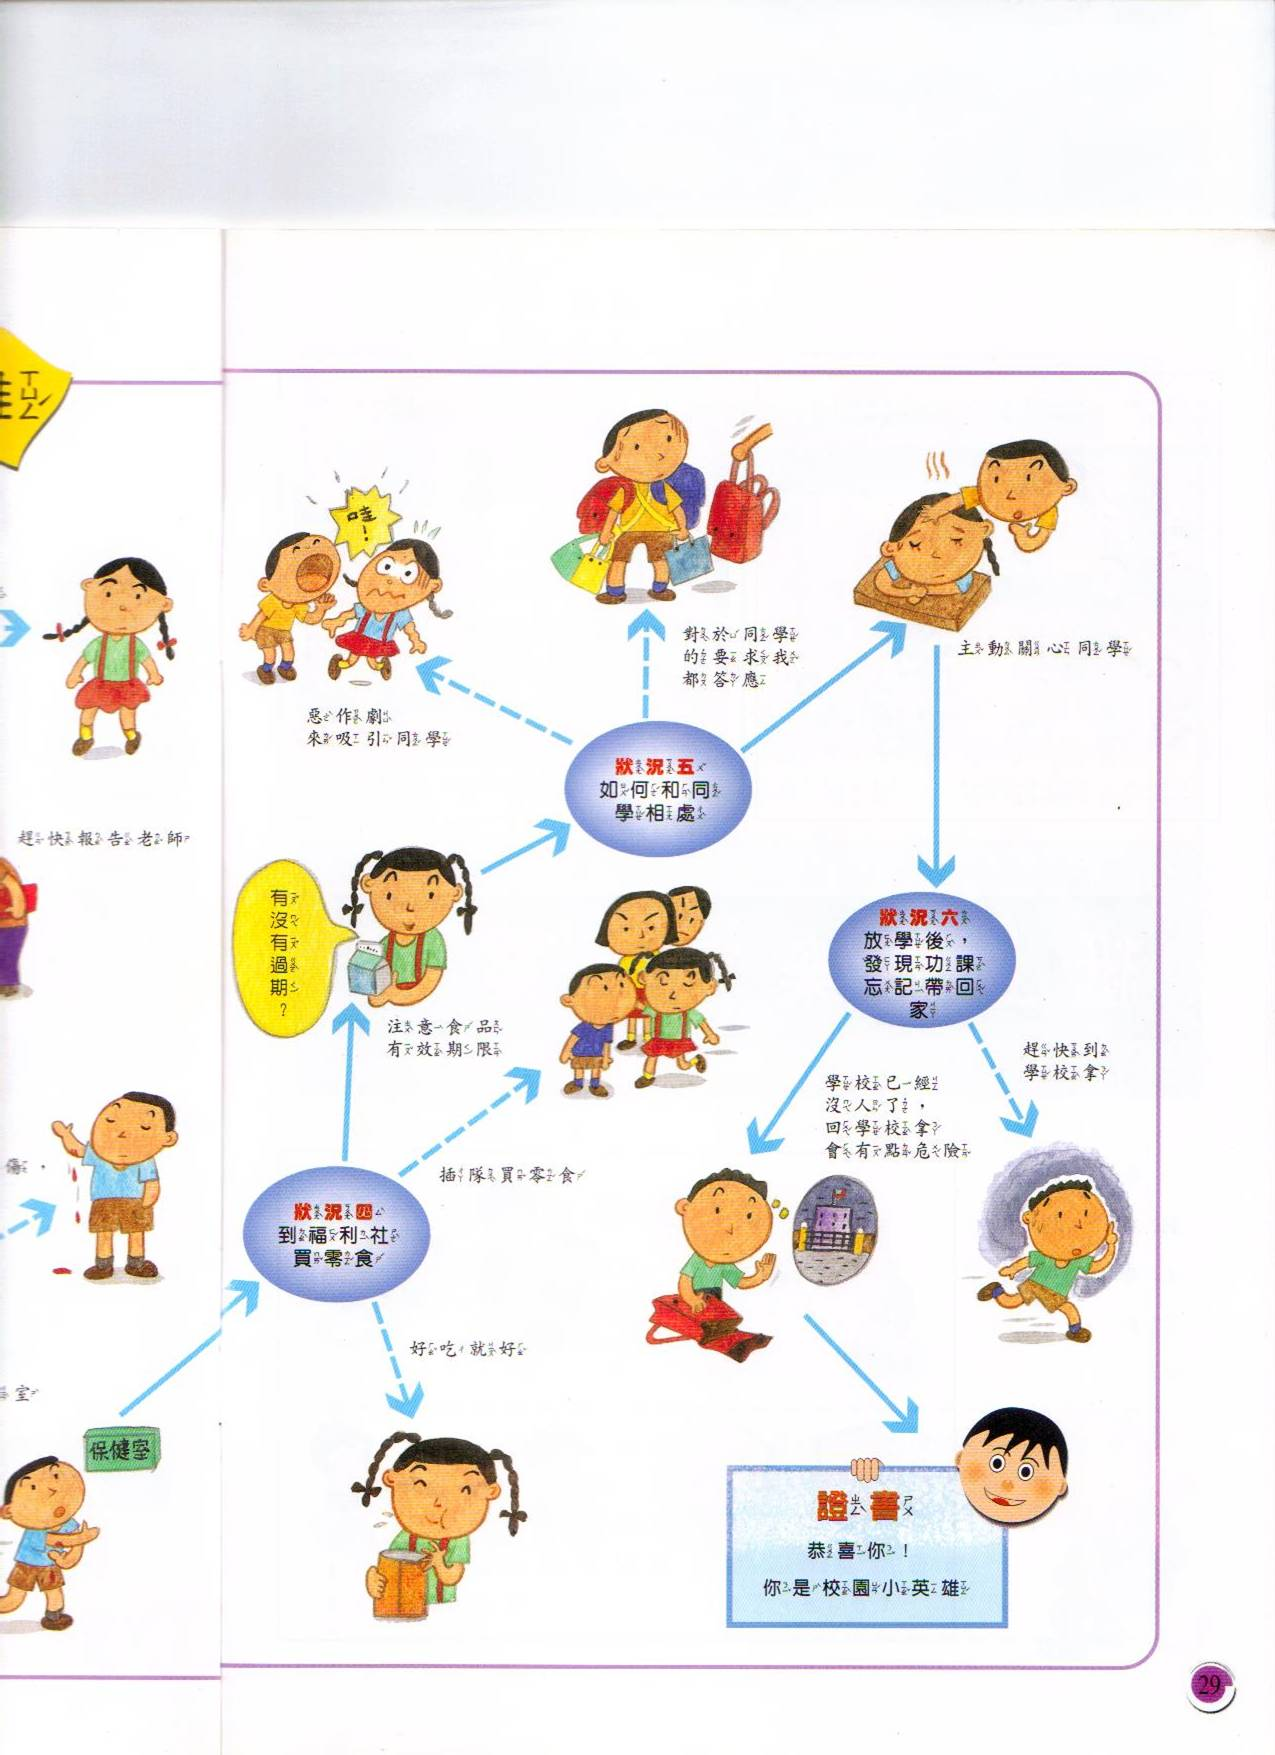 趕快報告老師
傷，
室
保健室
哇！
惡作劇
來吸引同學
對於同學
的要求我
都答應
主動關心同學
狀況五
如何和同
學相處
有沒有過期？
注意食品
有效期限
狀況六
放學後，
發現功課
忘記帶回
家
趕快到
學校拿
學校已經
沒人了，
回學校拿
會有點危險
插隊買零食
狀況四
到福利社
買零食
好吃就好
證書
恭喜你！
你是校園小英雄
29